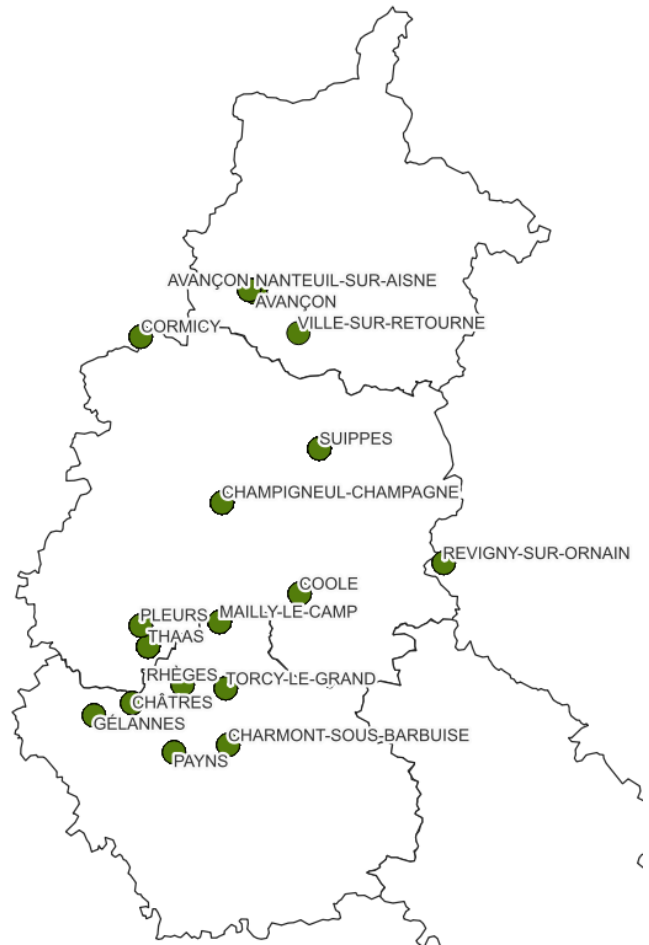 AVANÇON NANTEUIL-SUR-AISNE
AVANÇON
VILLE-SUR-RETOURNE
CORMICY
SUIPPES
CHAMPIGNEUL-CHAMPAGNE
REVIGNY-SUR-ORNAIN
COOLE
PLEURS
MAILLY-LE-CAMP
THAAS
RHÈGES
TORCY-LE-GRAND
CHÂTRES
GÉLANNES
CHARMONT-SOUS-BARBUISE
PAYNS